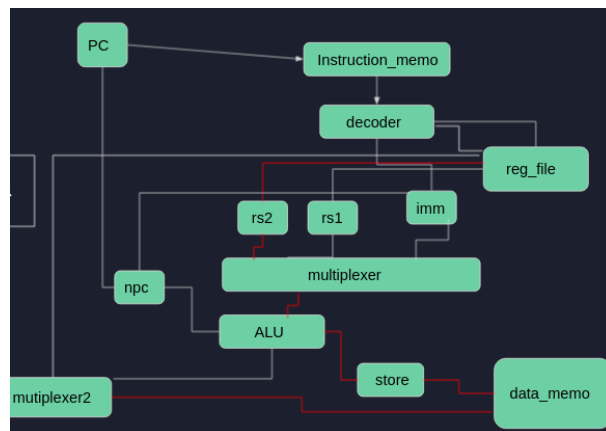 PC
Instruction_memo
decoder
reg_file
imm
rs2
rs1
multiplexer
npc
ALU
store
mutiplexer2
data_memo